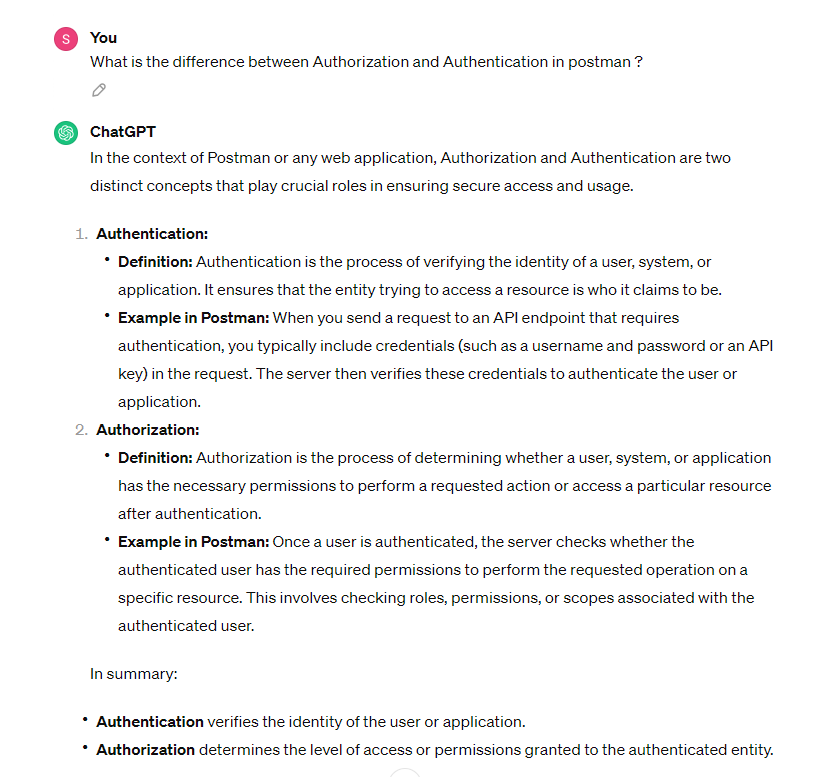 S You
What is the difference between Authorization and Authentication in postman ?
ChatGPT
In the context of Postman or any web application, Authorization and Authentication are two
distinct concepts that play crucial roles in ensuring secure access and usage.
1. Authentication:
• Definition: Authentication is the process of verifying the identity of a user, system, or
application. It ensures that the entity trying to access a resource is who it claims to be.
• Example in Postman: When you send a request to an API endpoint that requires
authentication, you typically include credentials (such as a username and password or an API
key) in the request. The server then verifies these credentials to authenticate the user or
application.
2. Authorization:
• Definition: Authorization is the process of determining whether a user, system, or application
has the necessary permissions to perform a requested action or access a particular resource
after authentication.
• Example in Postman: Once a user is authenticated, the server checks whether the
authenticated user has the required permissions to perform the requested operation on a
specific resource. This involves checking roles, permissions, or scopes associated with the
authenticated user.
In summary:
• Authentication verifies the identity of the user or application.
• Authorization determines the level of access or permissions granted to the authenticated entity.